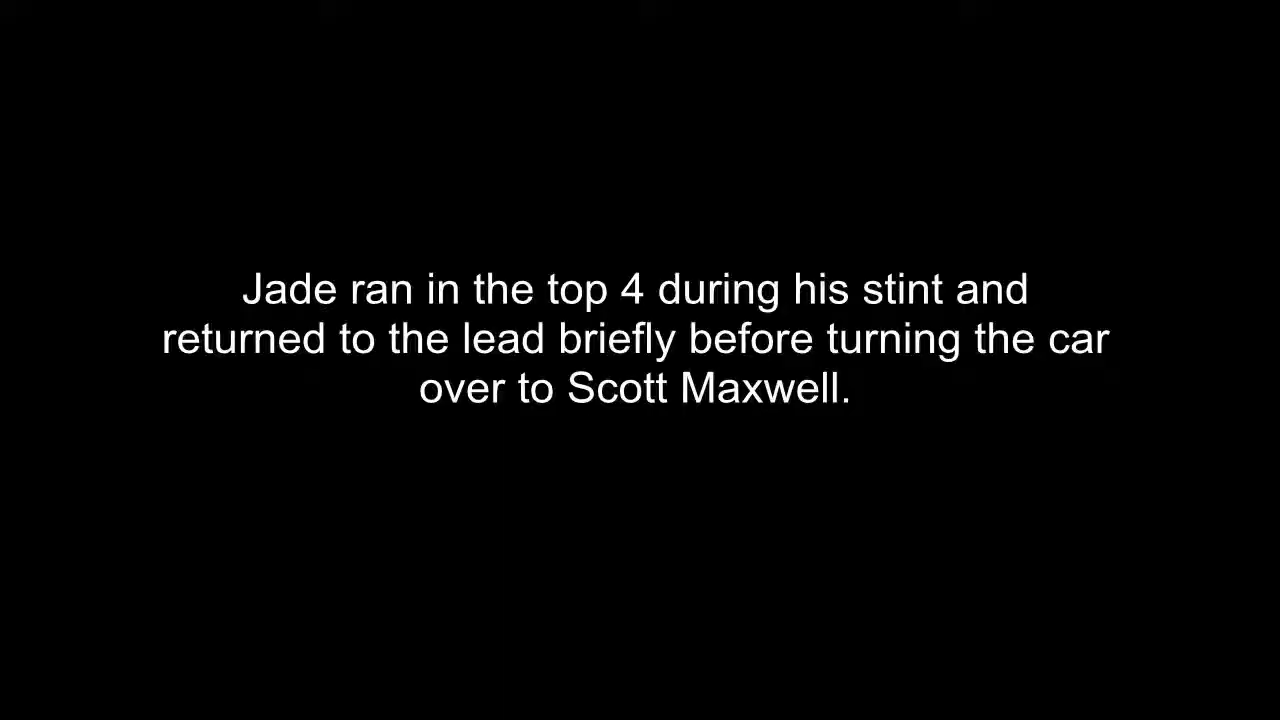 Jade ran in the top 4 during his stint and
returned to the lead briefly before turning the car
over to Scott Maxwell.